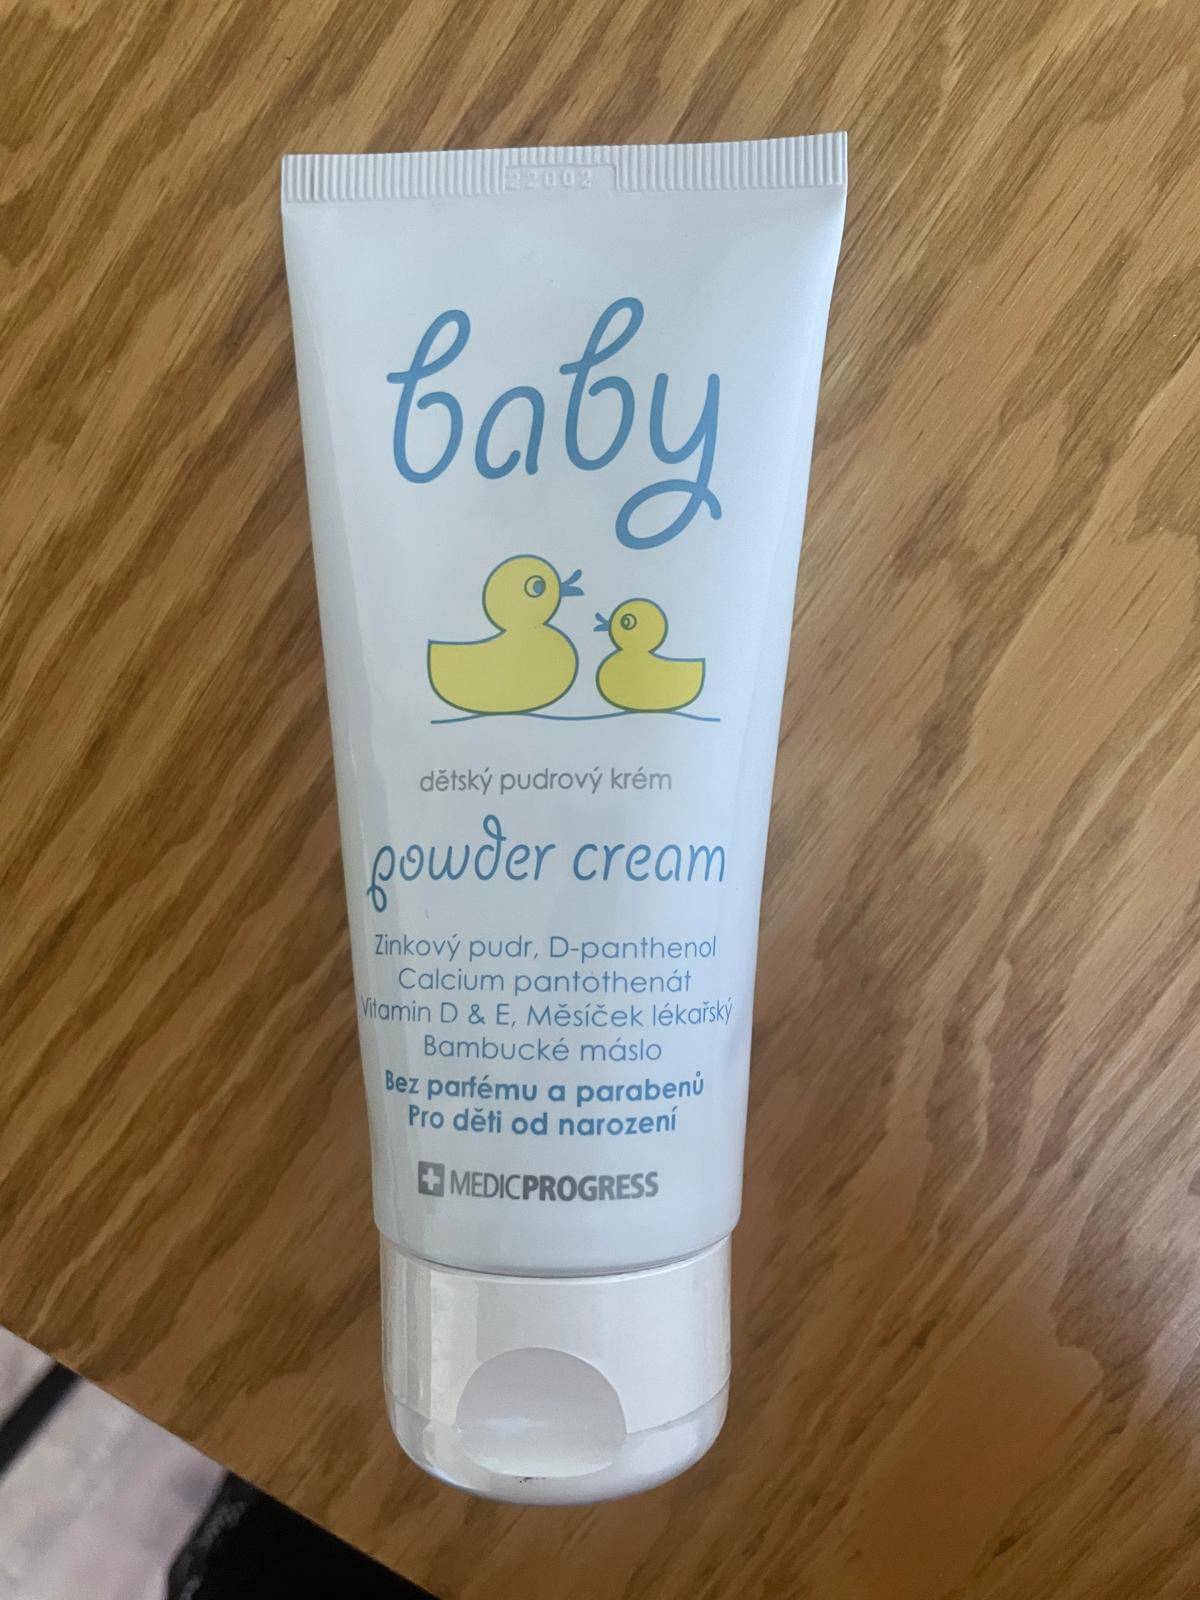 22002
baby
dětský pudrový krém
powder cream
Zinkový pudr, D-panthenol
Calcium pantothenát
Vitamin D & E, Měsíček lékařský
Bambucké máslo
Bez parfému a parabenů
Pro děti od narození
MEDICPROGRESS